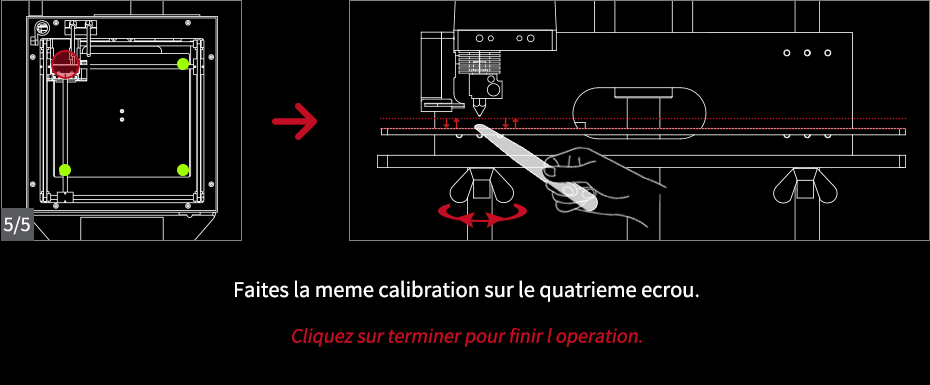 5/5
Faites la meme calibration sur le quatrieme ecrou.
Cliquez sur terminer pour finir l operation.